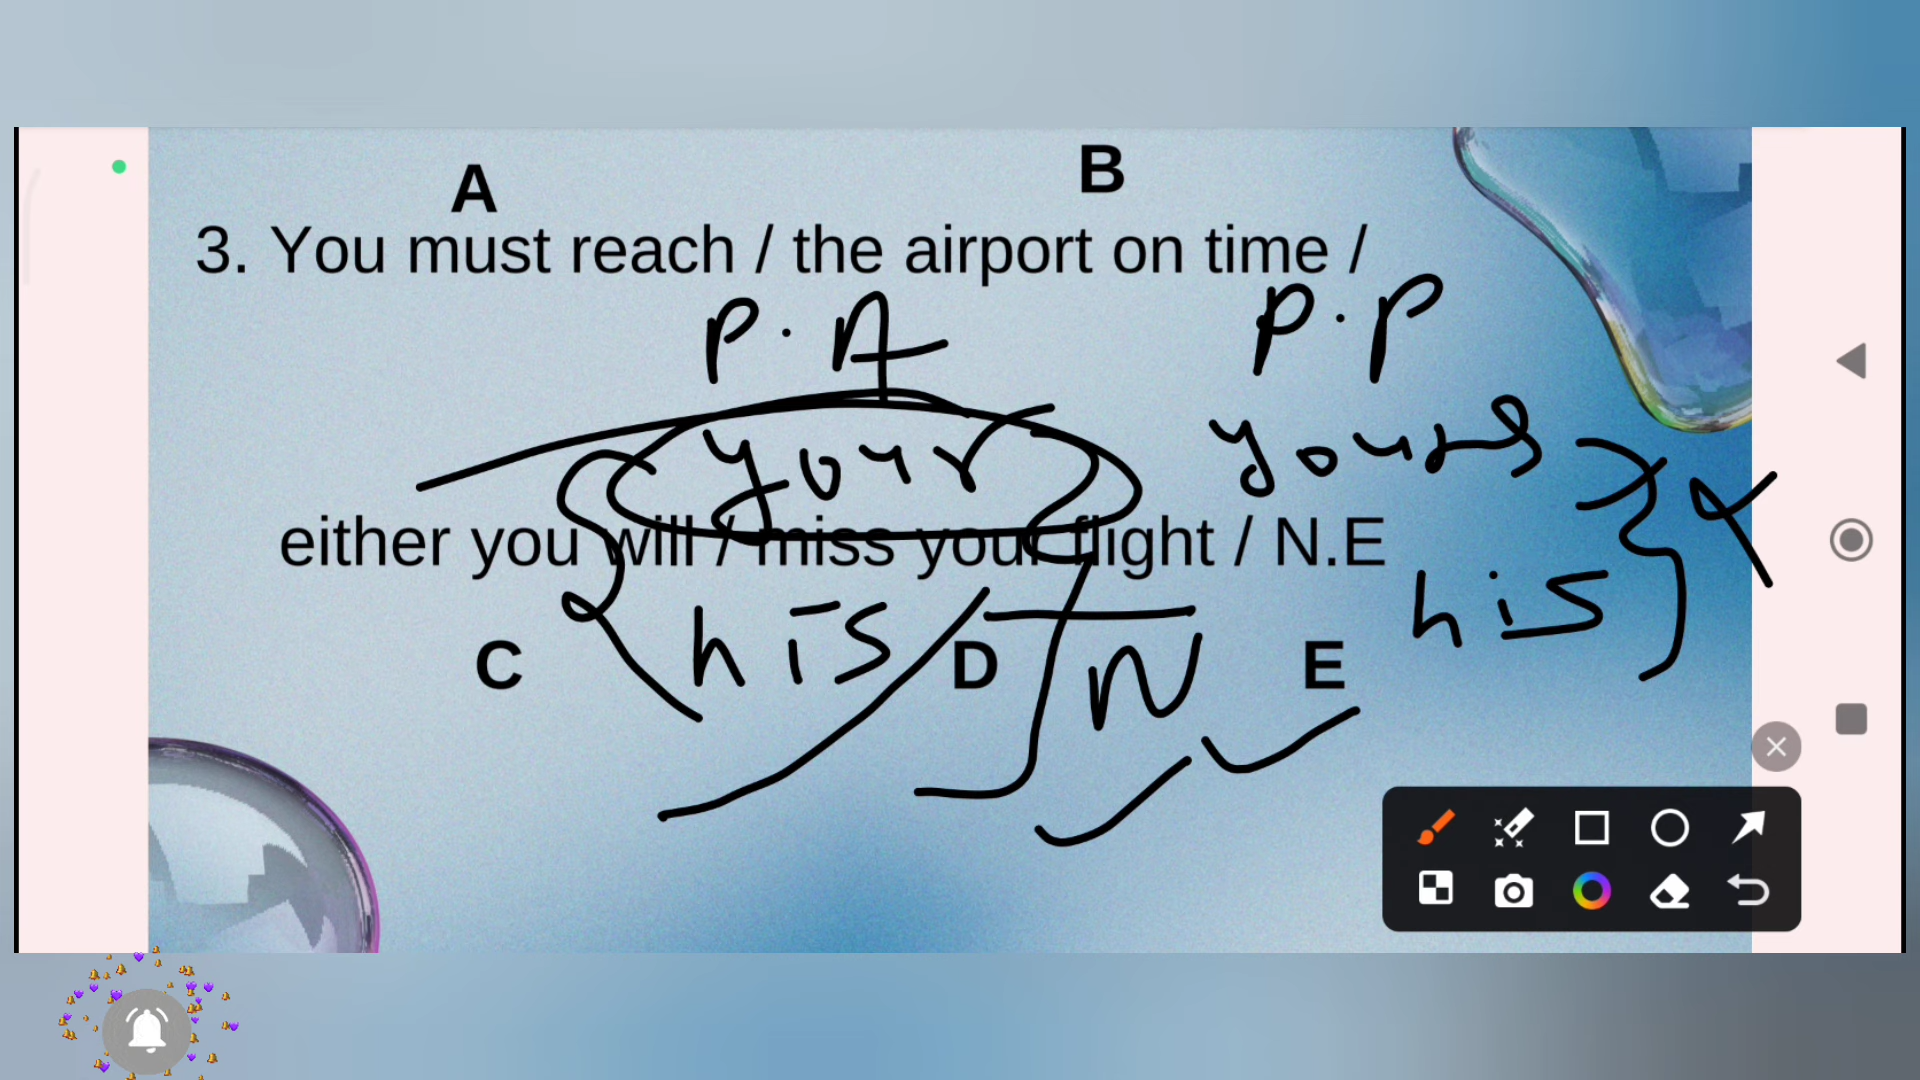 A B
3. You must reach / the airport on time /
P.A P.P
your yours
either you will / miss your flight / N.E
his his
C D N E